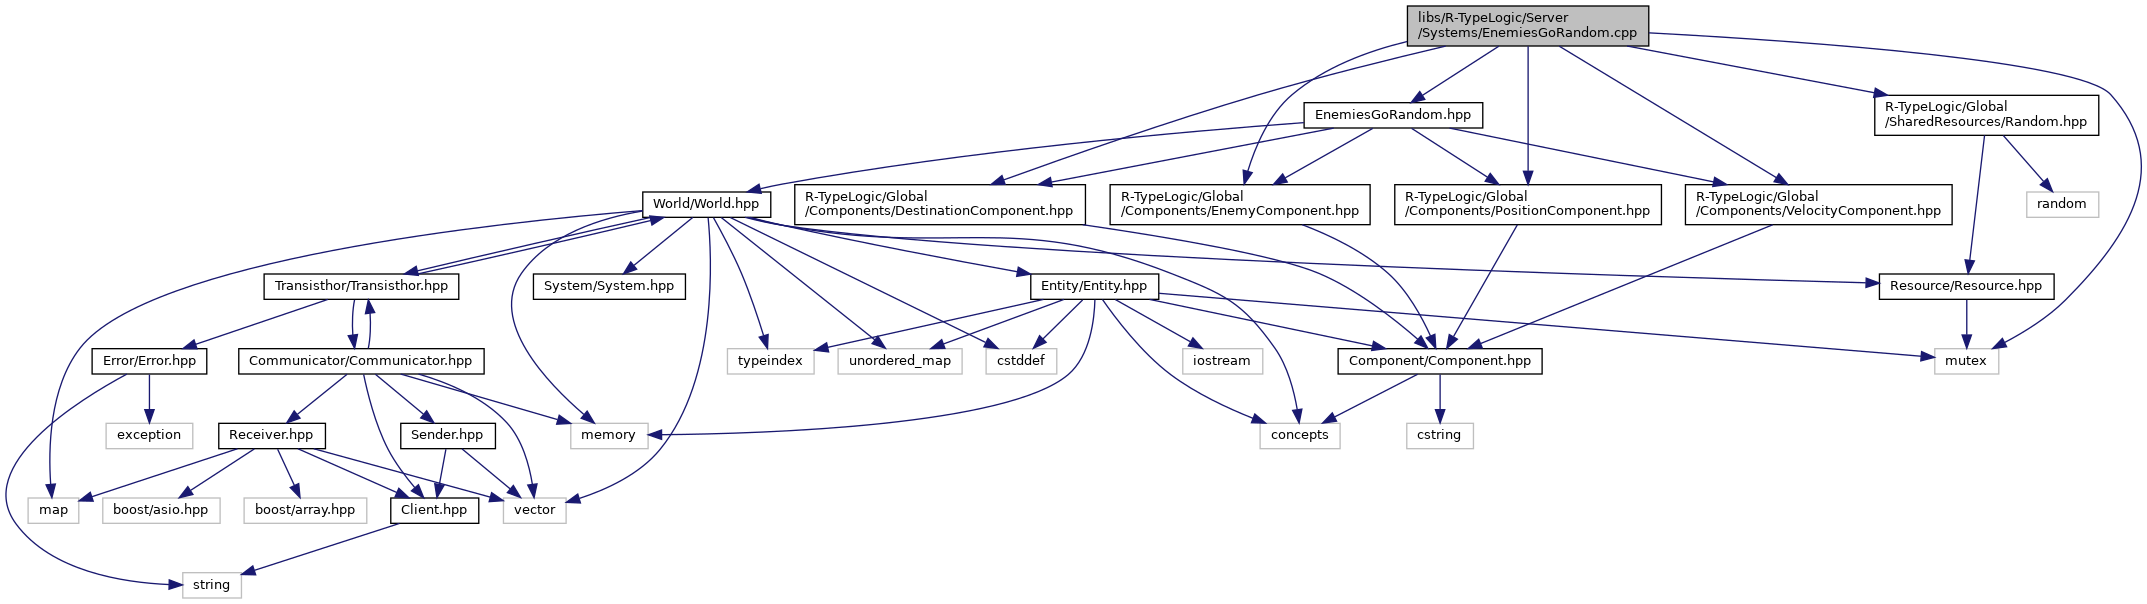 libs/R-TypeLogic/Server
/Systems/EnemiesGoRandom.cpp
EnemiesGoRandom.hpp
R-TypeLogic/Global
/SharedResources/Random.hpp
World/World.hpp
R-TypeLogic/Global
/Components/DestinationComponent.hpp
R-TypeLogic/Global
/Components/EnemyComponent.hpp
R-TypeLogic/Global
/Components/PositionComponent.hpp
R-TypeLogic/Global
/Components/VelocityComponent.hpp
random
Transisthor/Transisthor.hpp
System/System.hpp
Entity/Entity.hpp
Resource/Resource.hpp
Error/Error.hpp
Communicator/Communicator.hpp
typeindex
unordered_map
cstddef
iostream
Component/Component.hpp
mutex
exception
Receiver.hpp
Sender.hpp
memory
concepts
cstring
map
boost/asio.hpp
boost/array.hpp
Client.hpp
vector
string